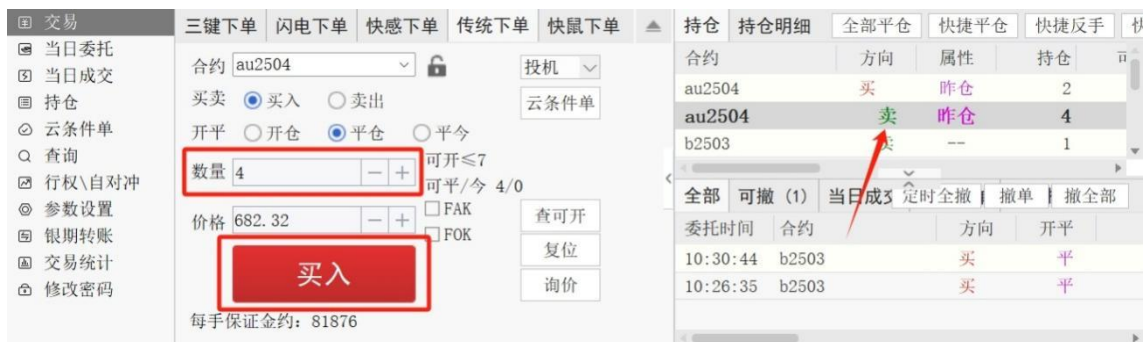 交易
当日委托
当日成交
持仓
云条件单
查询
行权\自对冲
参数设置
银期转账
交易统计
修改密码
三键下单 闪电下单 快感下单 传统下单 快鼠下单
合约 au2504 投机
买卖 买入 卖出 云条件单
开平 开仓 平仓 平今
数量 4 可开≤7
可平/今 4/0
价格 682.32 FAK 查可开
FOK 复位
买入 询价
每手保证金约: 81876
持仓 持仓明细 全部平仓 快捷平仓 快捷反手
合约 方向 属性 持仓
au2504 买 昨仓 2
au2504 卖 昨仓 4
b2503 卖 -- 1
全部 可撤 (1) 当日成交 定时全撤 撤单 撤全部
委托时间 合约 方向 开平
10:30:44 b2503 买 平
10:26:35 b2503 买 平